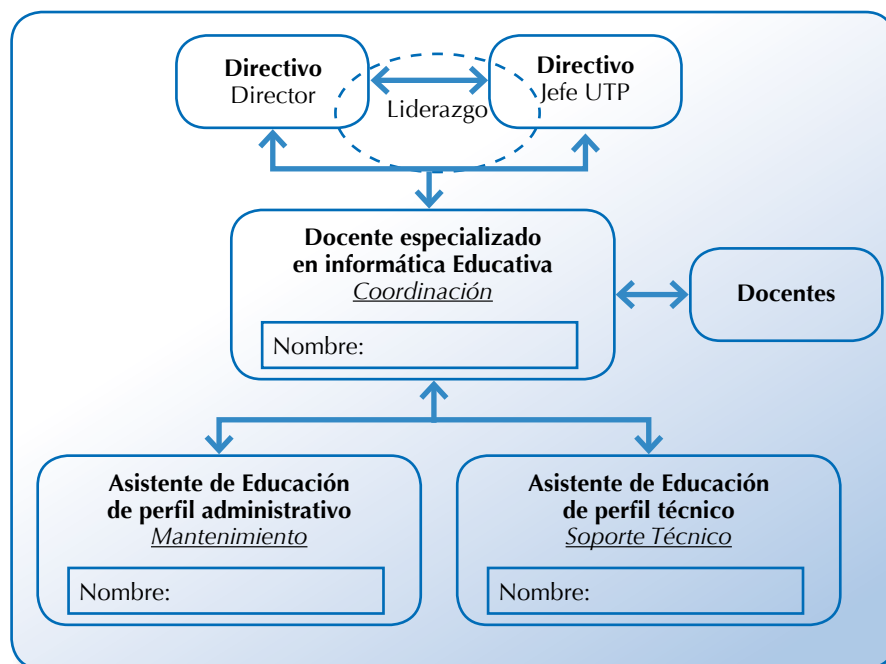 Directivo
Director
Liderazgo
Directivo
Jefe UTP
Docente especializado
en informática Educativa
Coordinación
Nombre:
Docentes
Asistente de Educación
de perfil administrativo
Mantenimiento
Nombre:
Asistente de Educación
de perfil técnico
Soporte Técnico
Nombre: